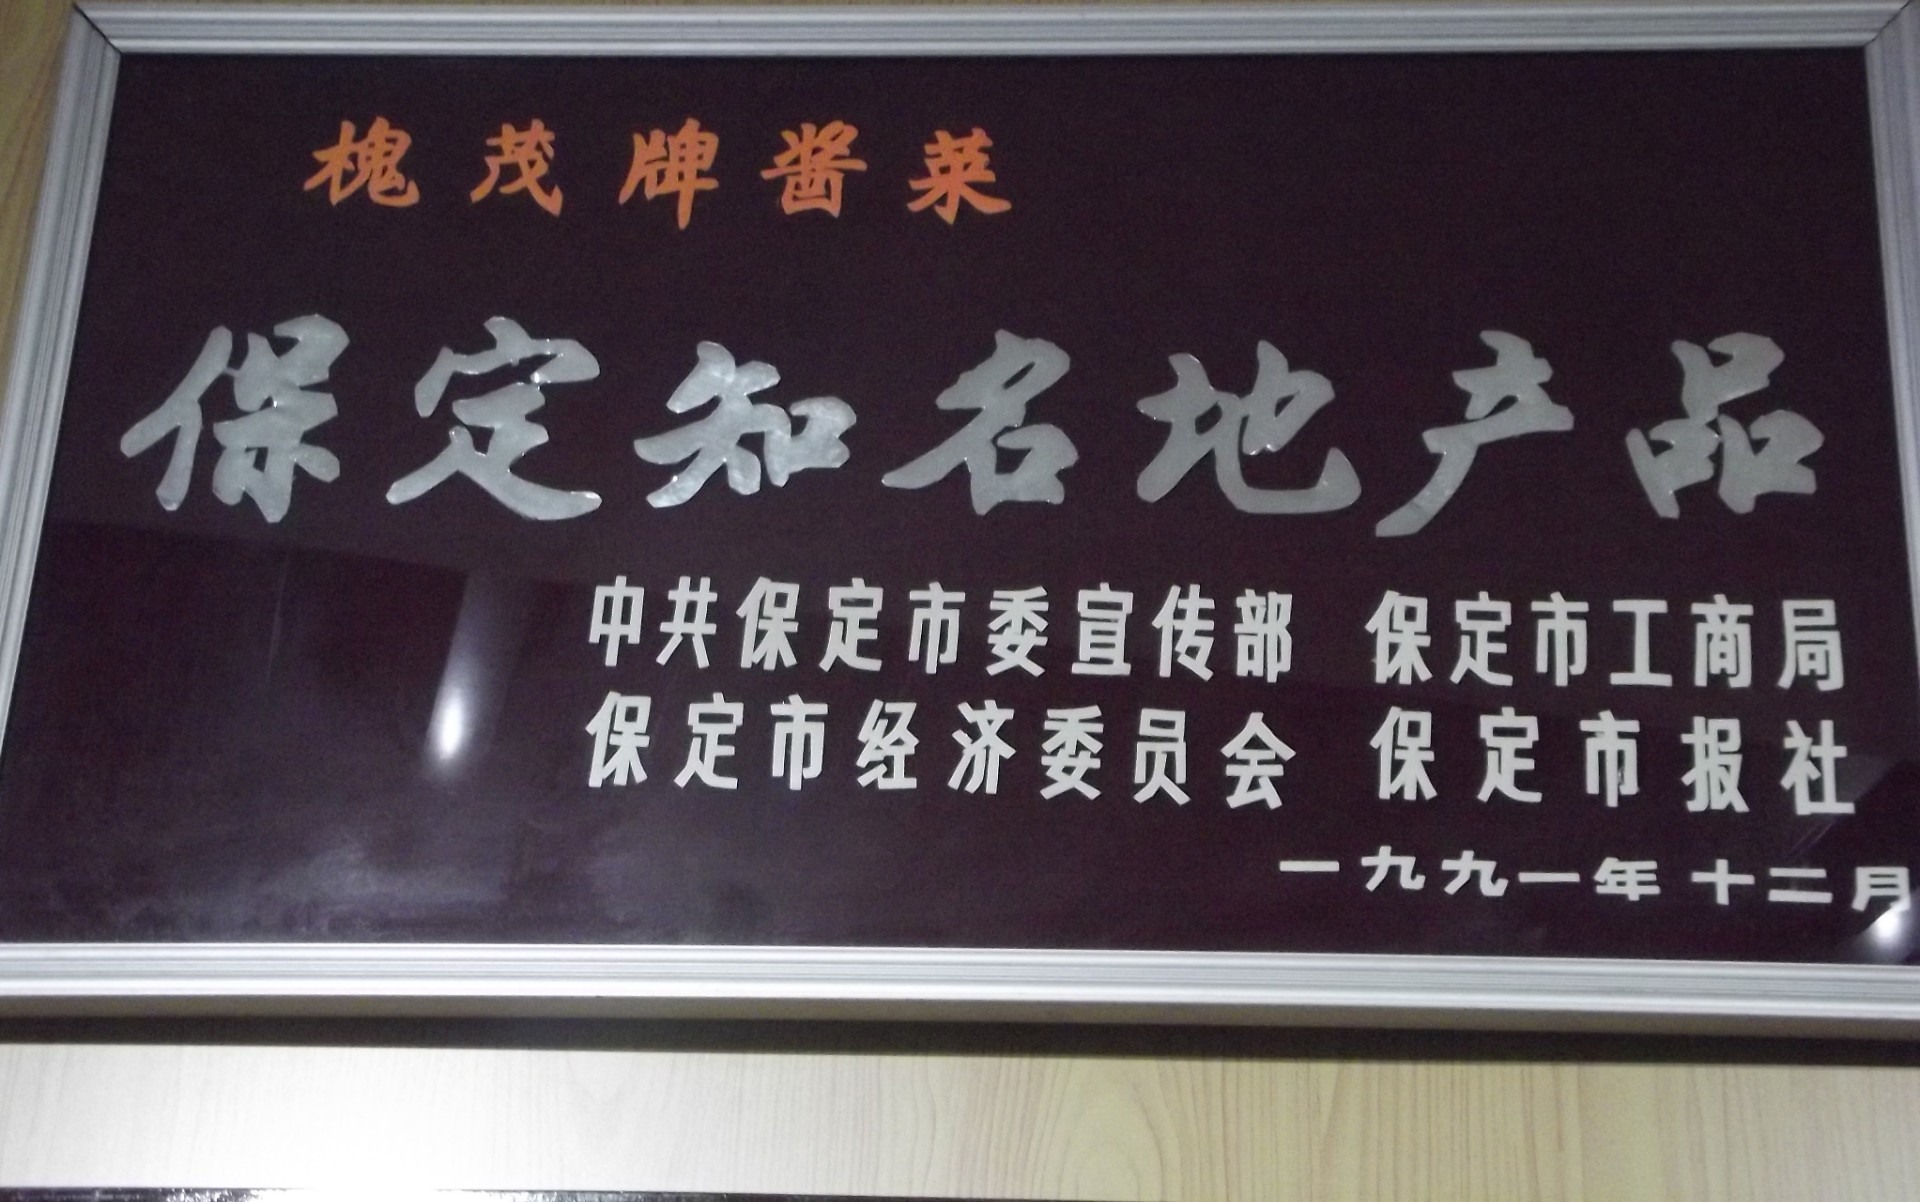 槐茂牌酱菜
保定知名地产品
中共保定市委宣传部 保定市工商局
保定市经济委员会 保定市报社
一九九一年十二月